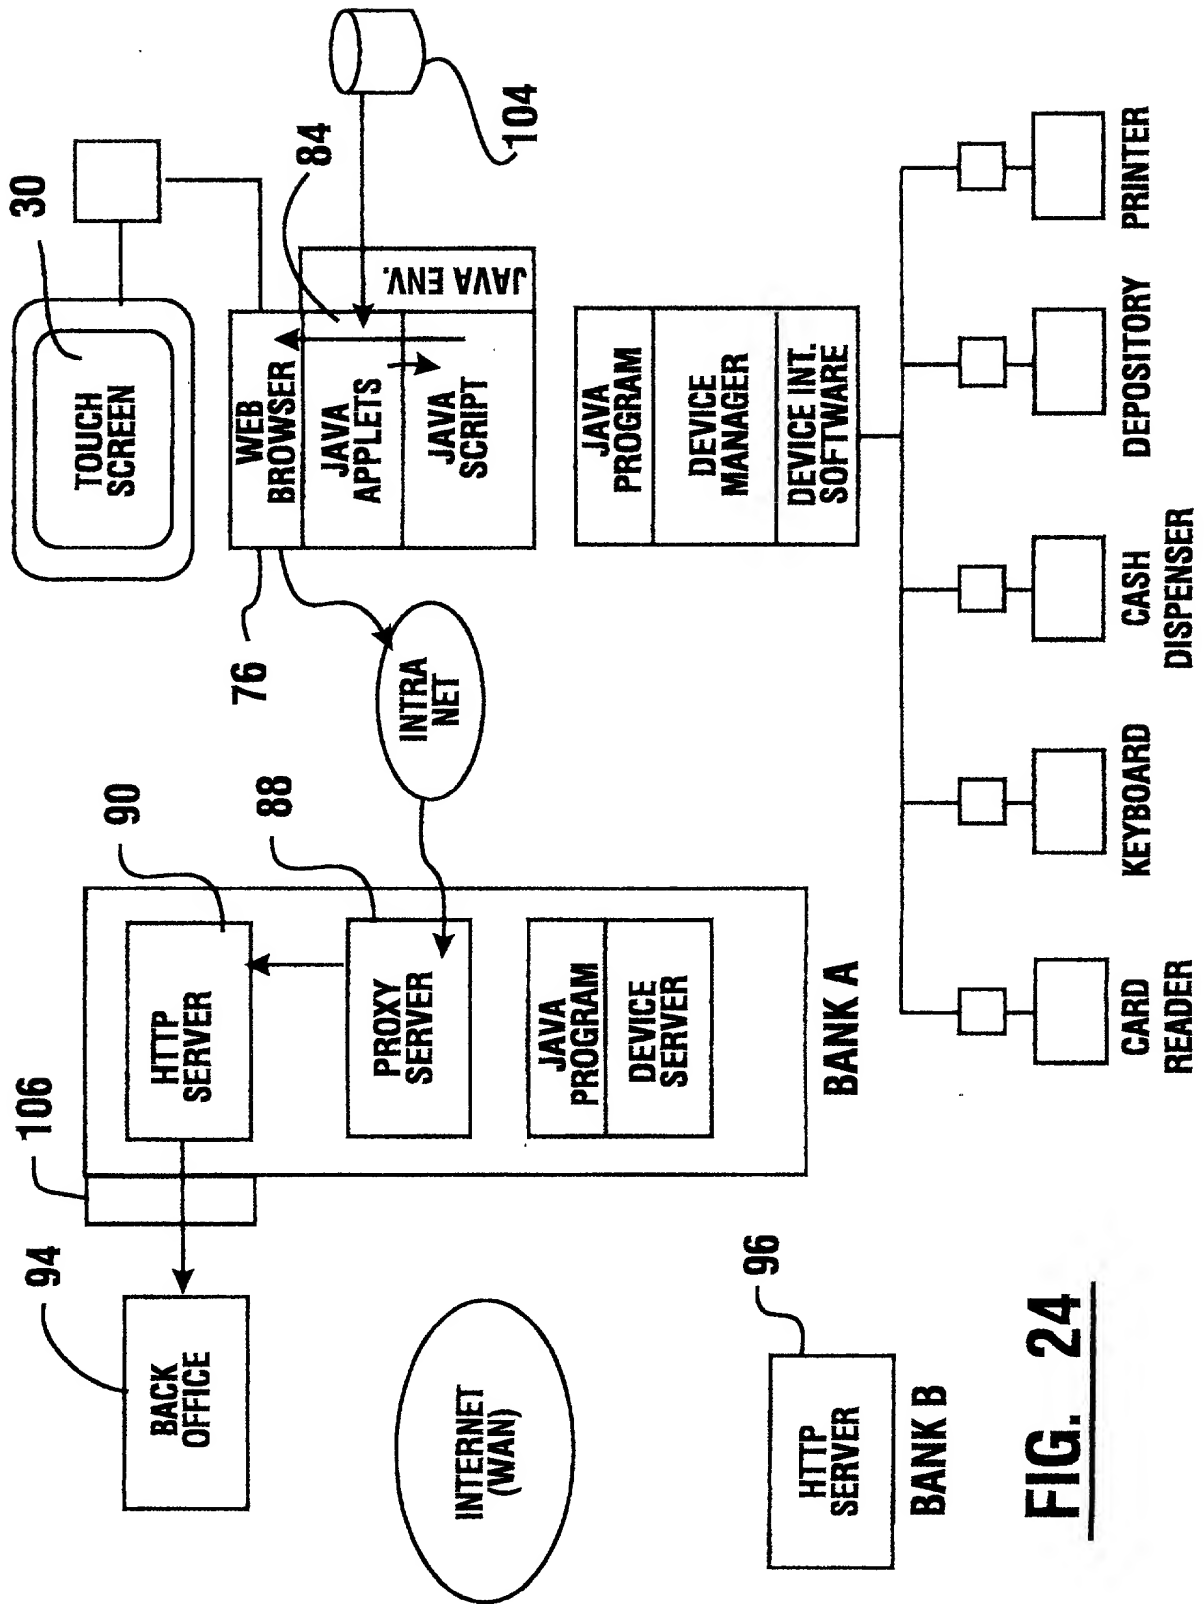 30
TOUCH
SCREEN
84
104
WEB
BROWSER
JAVA
APPLETS
JAVA
SCRIPT
JAVA ENV.
76
INTRA
NET
JAVA
PROGRAM
DEVICE
MANAGER
DEVICE INT.
SOFTWARE
90
88
HTTP
SERVER
PROXY
SERVER
JAVA
PROGRAM
DEVICE
SERVER
BANK A
106
94
BACK
OFFICE
INTERNET
(WAN)
96
HTTP
SERVER
BANK B
CARD
READER
KEYBOARD
CASH
DISPENSER
DEPOSITORY
PRINTER
FIG. 24